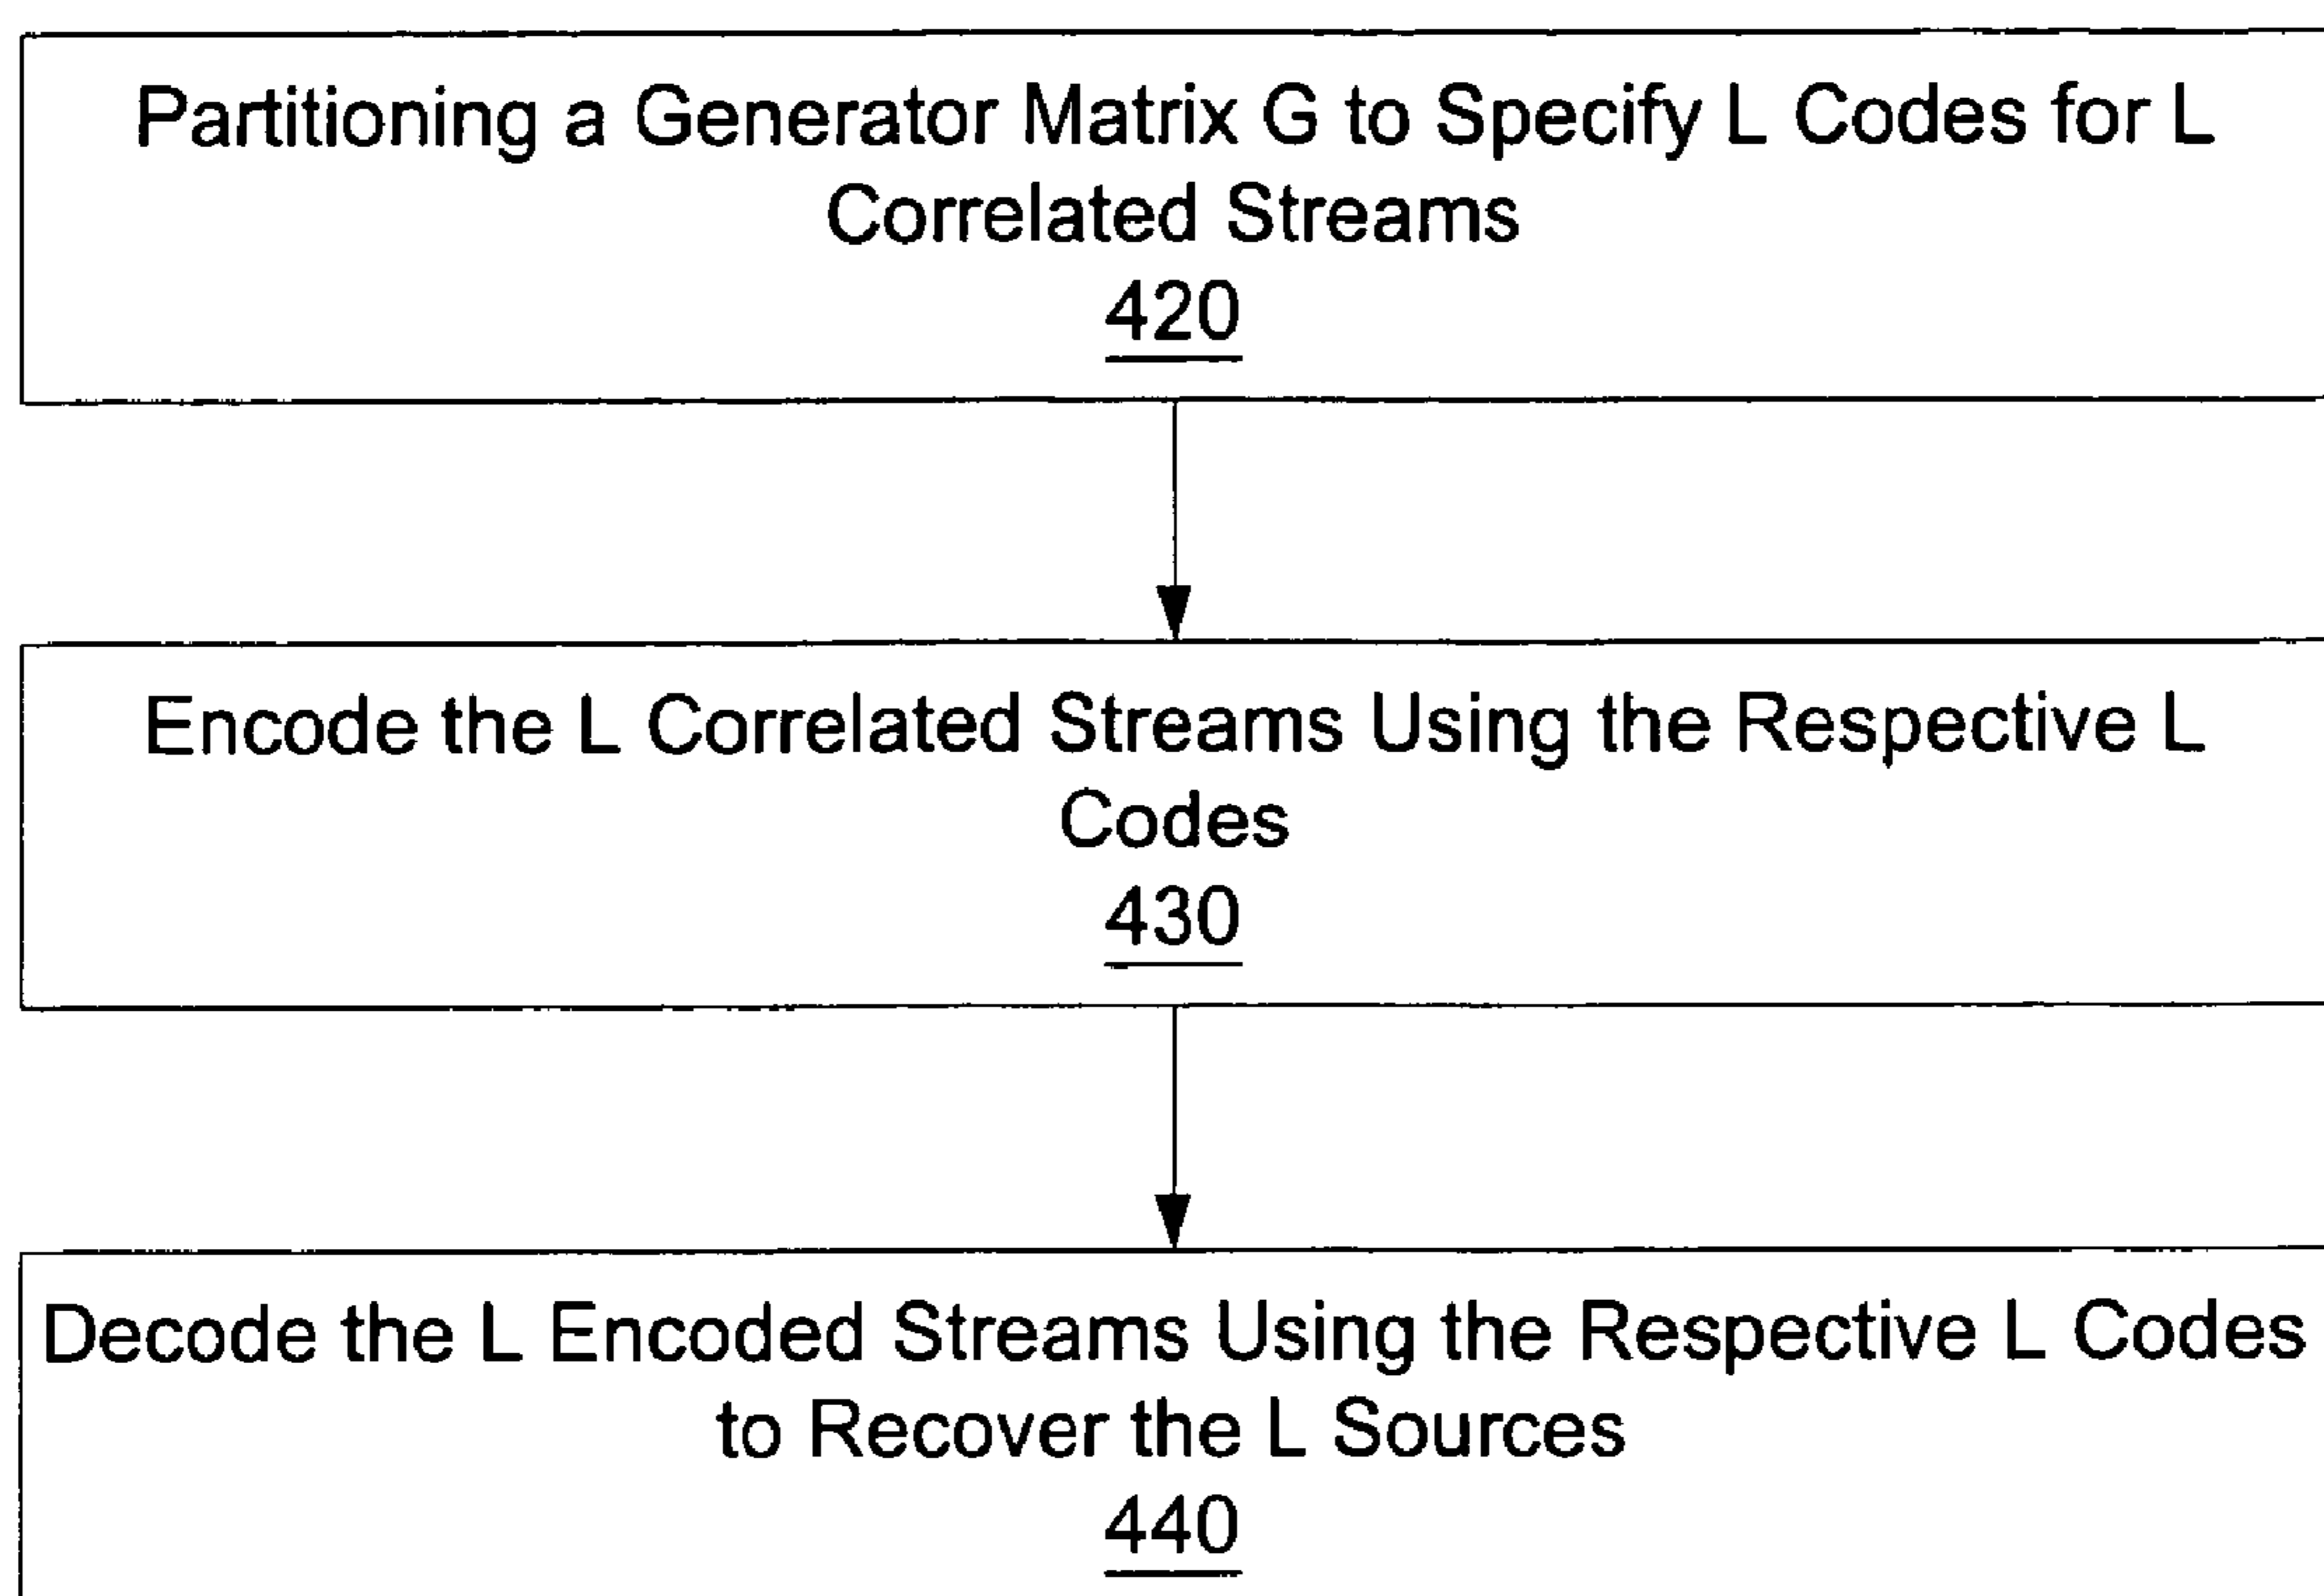 Partitioning a Generator Matrix G to Specify L Codes for L
Correlated Streams
420
Encode the L Correlated Streams Using the Respective L
Codes
430
Decode the L Encoded Streams Using the Respective L Codes
to Recover the L Sources
440